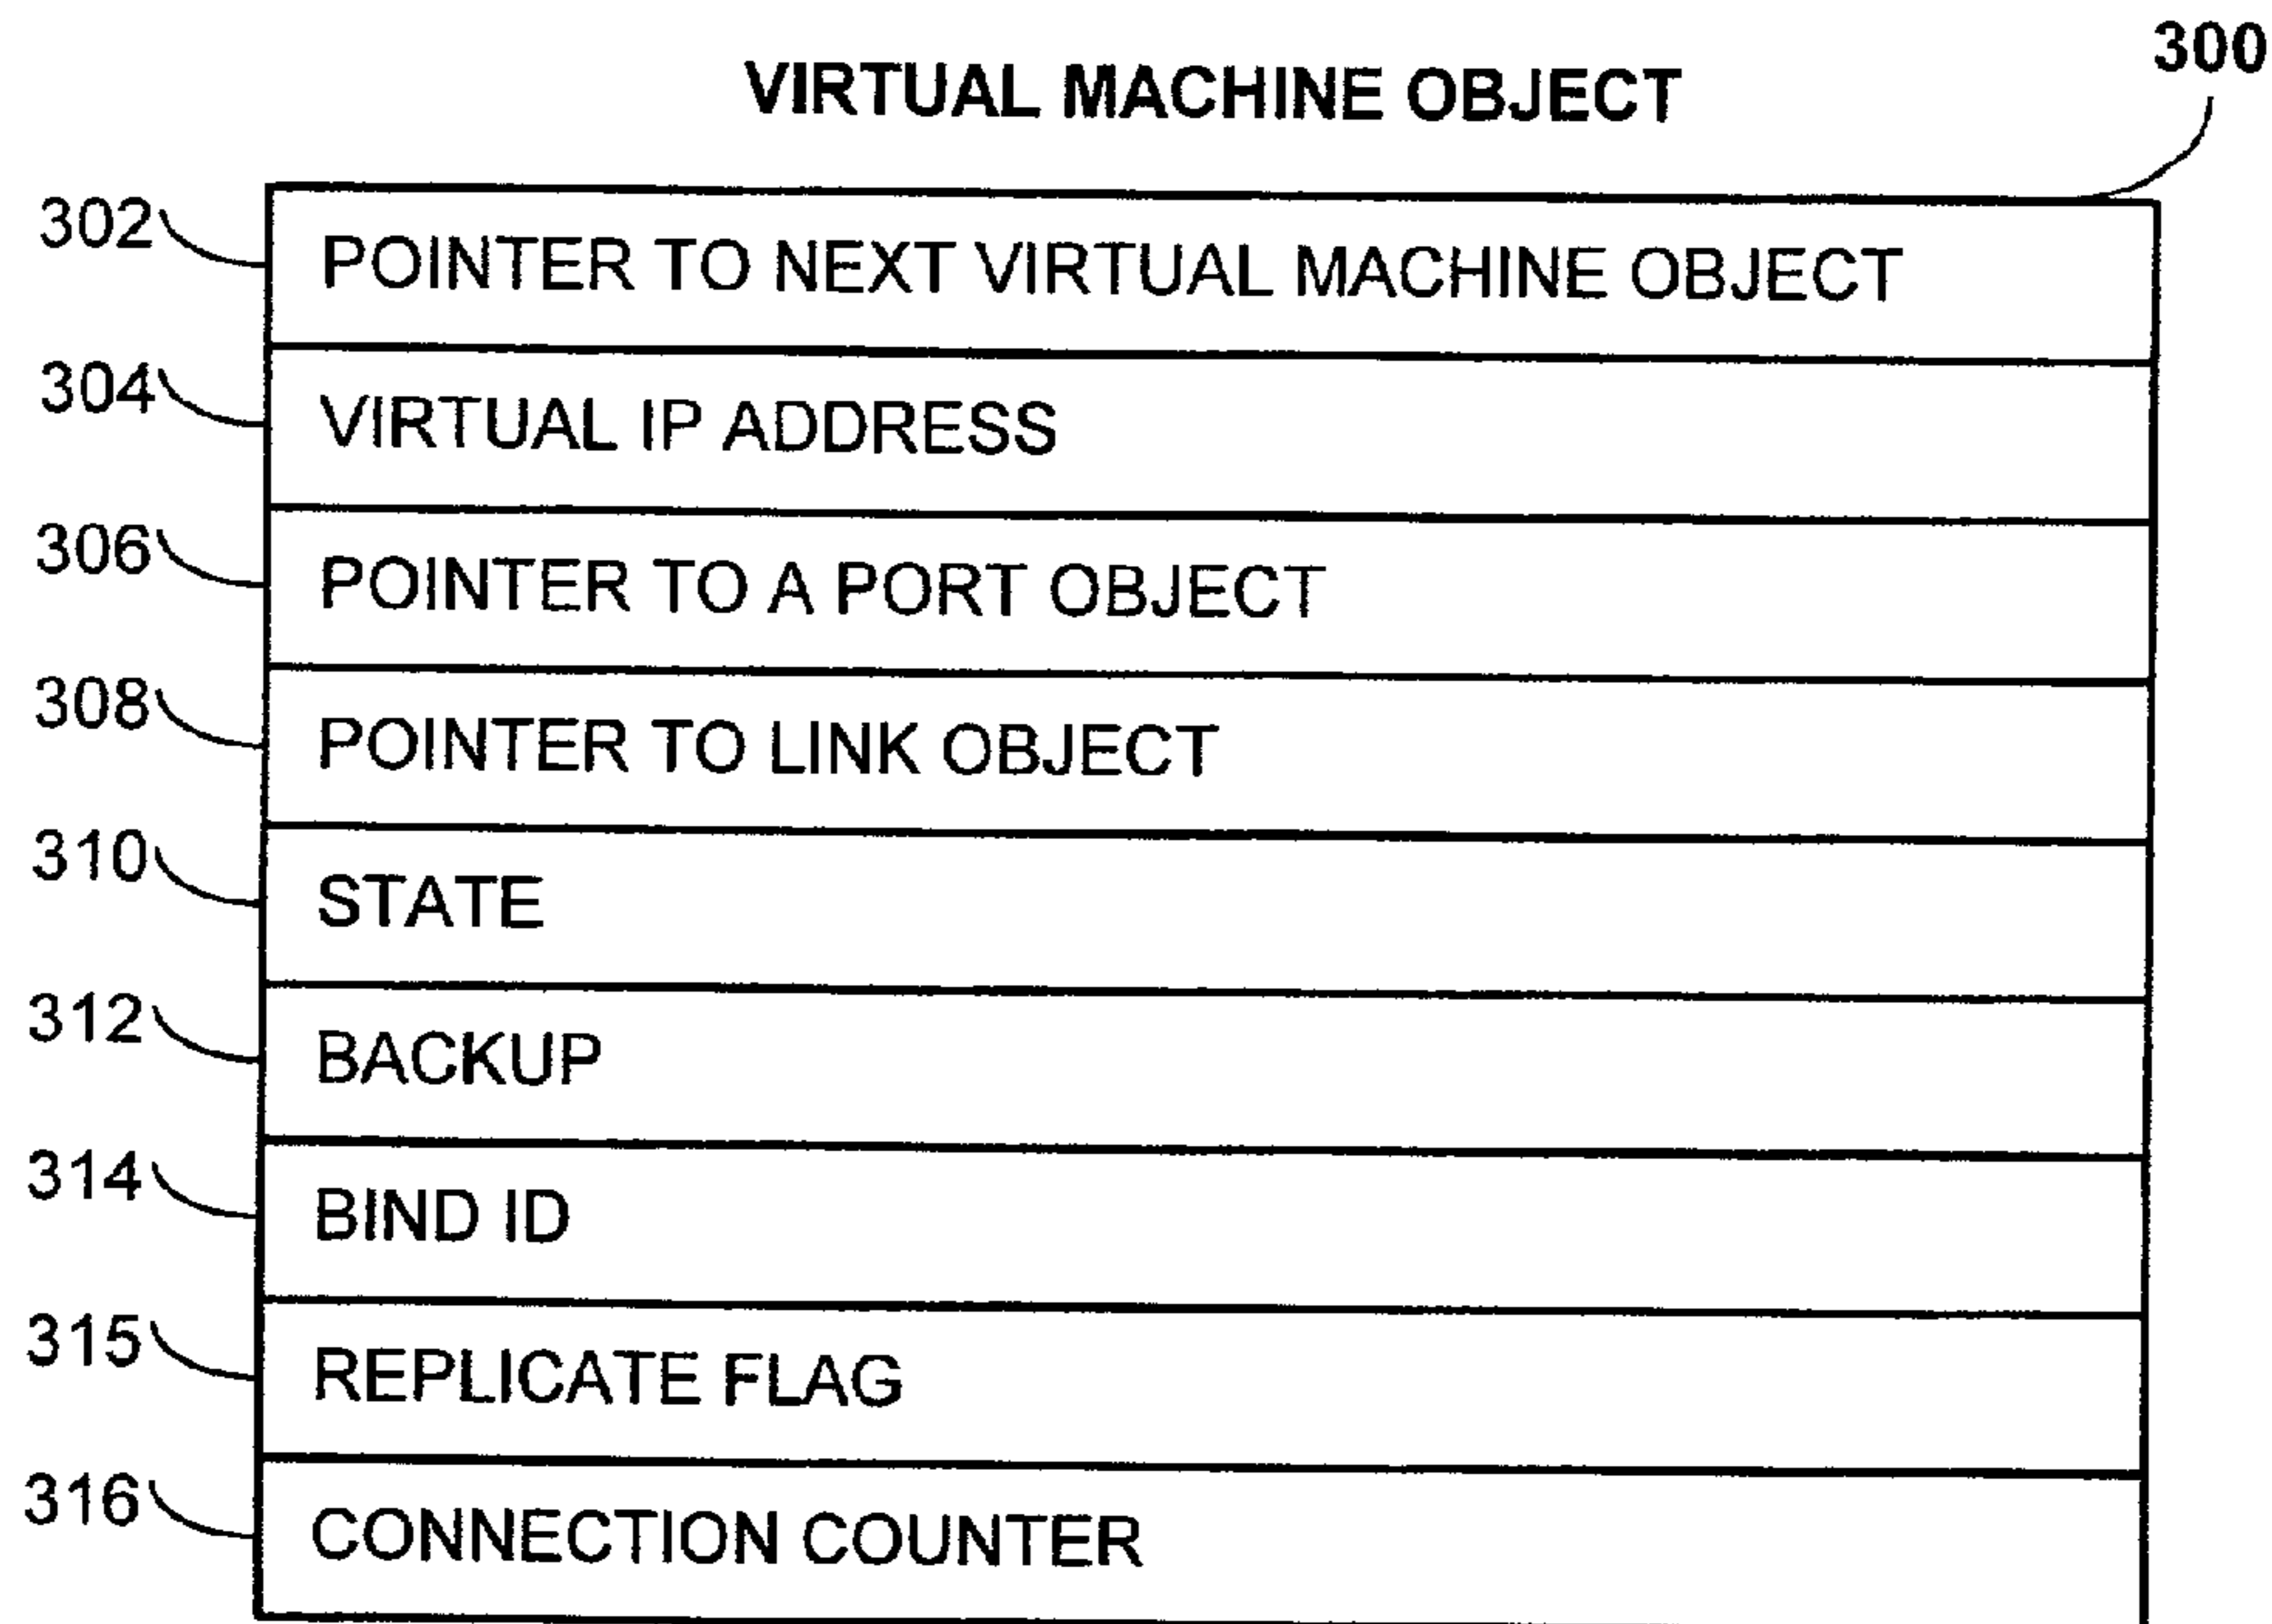 300
VIRTUAL MACHINE OBJECT
302 POINTER TO NEXT VIRTUAL MACHINE OBJECT
304 VIRTUAL IP ADDRESS
306 POINTER TO A PORT OBJECT
308 POINTER TO LINK OBJECT
310 STATE
312 BACKUP
314 BIND ID
315 REPLICATE FLAG
316 CONNECTION COUNTER